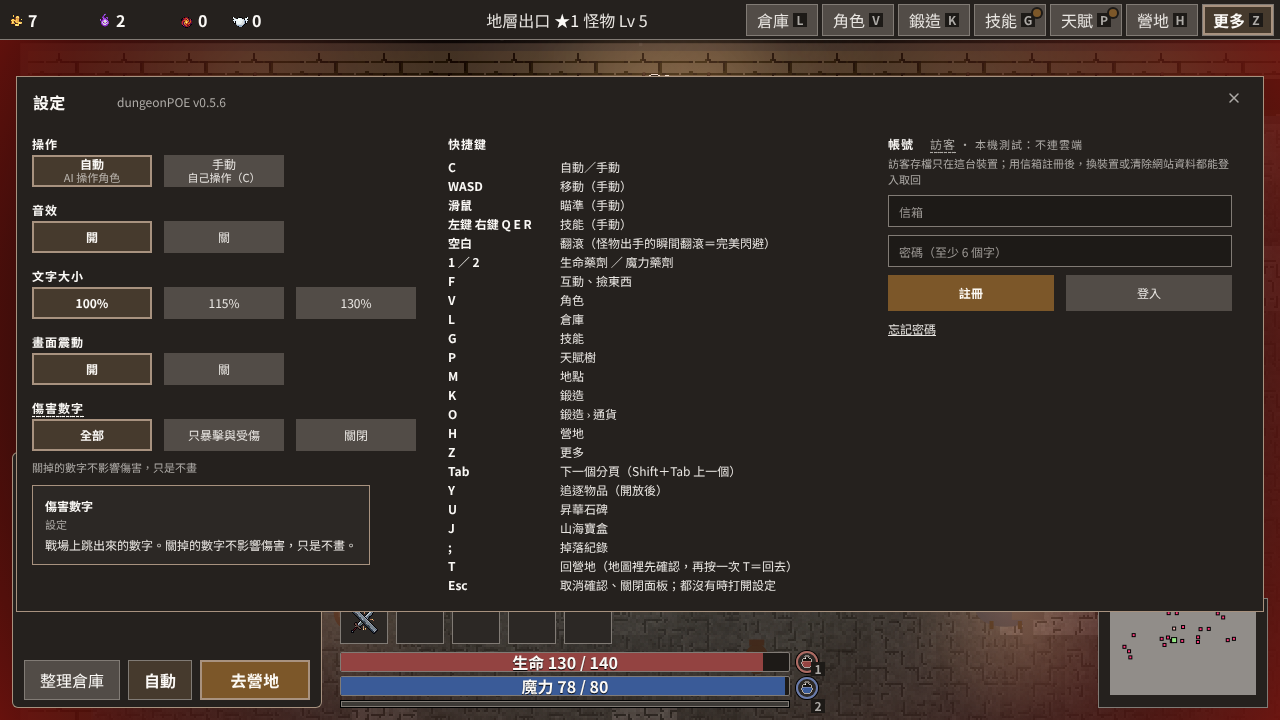 7 2 0 0 地層出口 ★1 怪物 Lv 5 倉庫 L 角色 V 鍛造 K 技能 G 天賦 P 營地 H 更多 Z
設定 dungeonPOE v0.5.6 ×
操作
自動
AI 操作角色
手動
自己操作（C）
音效
開 關
文字大小
100% 115% 130%
畫面震動
開 關
傷害數字
全部 只暴擊與受傷 關閉
關掉的數字不影響傷害，只是不畫
傷害數字
設定
戰場上跳出來的數字。關掉的數字不影響傷害，只是不畫。
快捷鍵
C 自動／手動
WASD 移動（手動）
滑鼠 瞄準（手動）
左鍵 右鍵 Q E R 技能（手動）
空白 翻滾（怪物出手的瞬間翻滾＝完美閃避）
1 ／ 2 生命藥劑 ／ 魔力藥劑
F 互動、撿東西
V 角色
L 倉庫
G 技能
P 天賦樹
M 地點
K 鍛造
O 鍛造 › 通貨
H 營地
Z 更多
Tab 下一個分頁（Shift＋Tab 上一個）
Y 追逐物品（開放後）
U 昇華石碑
J 山海寶盒
; 掉落紀錄
T 回營地（地圖裡先確認，再按一次 T＝回去）
Esc 取消確認、關閉面板；都沒有時打開設定
帳號 訪客 · 本機測試：不連雲端
訪客存檔只在這台裝置；用信箱註冊後，換裝置或清除網站資料都能登
入取回
信箱
密碼（至少 6 個字）
註冊 登入
忘記密碼
整理倉庫 自動 去營地
生命 130 / 140 1
魔力 78 / 80
2